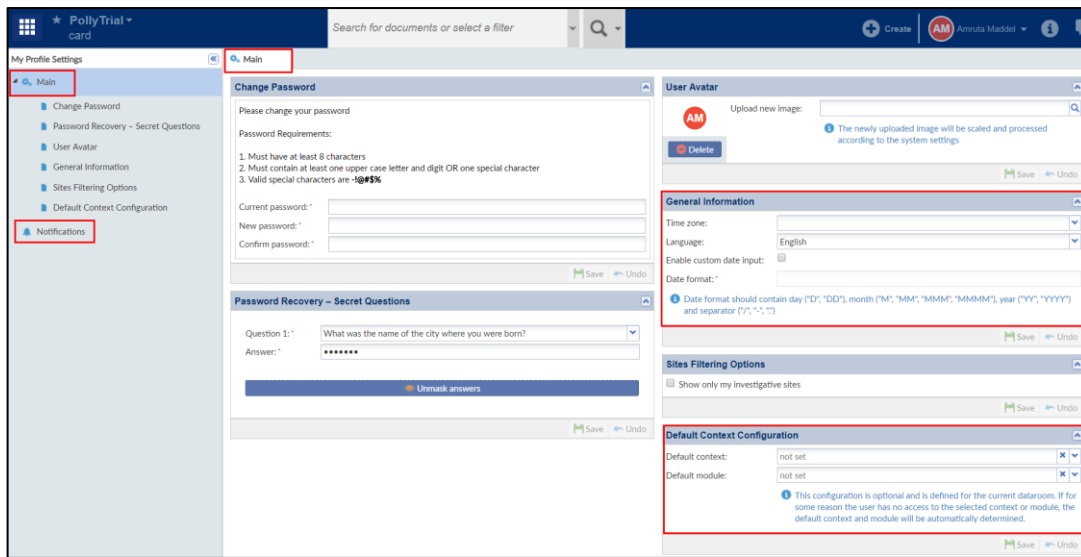 PollyTrial
card
Search for documents or select a filter
Create
AM
Amruta Maddel
My Profile Settings
Main
Change Password
Password Recovery – Secret Questions
User Avatar
General Information
Sites Filtering Options
Default Context Configuration
Notifications
Main
Change Password
Please change your password
Password Requirements:
1. Must have at least 8 characters
2. Must contain at least one upper case letter and digit OR one special character
3. Valid special characters are -!@#$%
Current password:*
New password:*
Confirm password:*
Save Undo
Password Recovery – Secret Questions
Question 1:* What was the name of the city where you were born?
Answer:* •••••••
Unmask answers
Save Undo
User Avatar
AM
Upload new image:
The newly uploaded image will be scaled and processed
according to the system settings
Delete
Save Undo
General Information
Time zone:
Language: English
Enable custom date input:
Date format:*
Date format should contain day ("D", "DD"), month ("M", "MM", "MMM", "MMMM"), year ("YY", "YYYY")
and separator ("/", "-", ".")
Save Undo
Sites Filtering Options
Show only my investigative sites
Save Undo
Default Context Configuration
Default context: not set
Default module: not set
This configuration is optional and is defined for the current dataroom. If for
some reason the user has no access to the selected context or module, the
default context and module will be automatically determined.
Save Undo